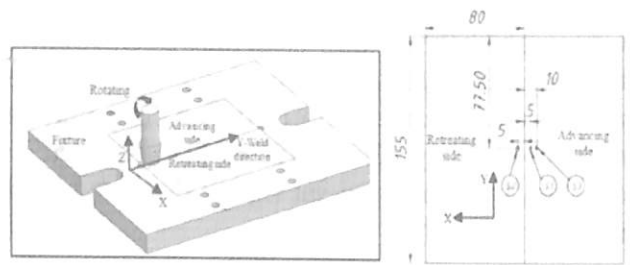 Rotating
Fixture
Advancing
side
Z
Retreating side
Y-Weld
direction
X
80
77.50
10
5
5
155
Retreating
side
Advancing
side
Y
X